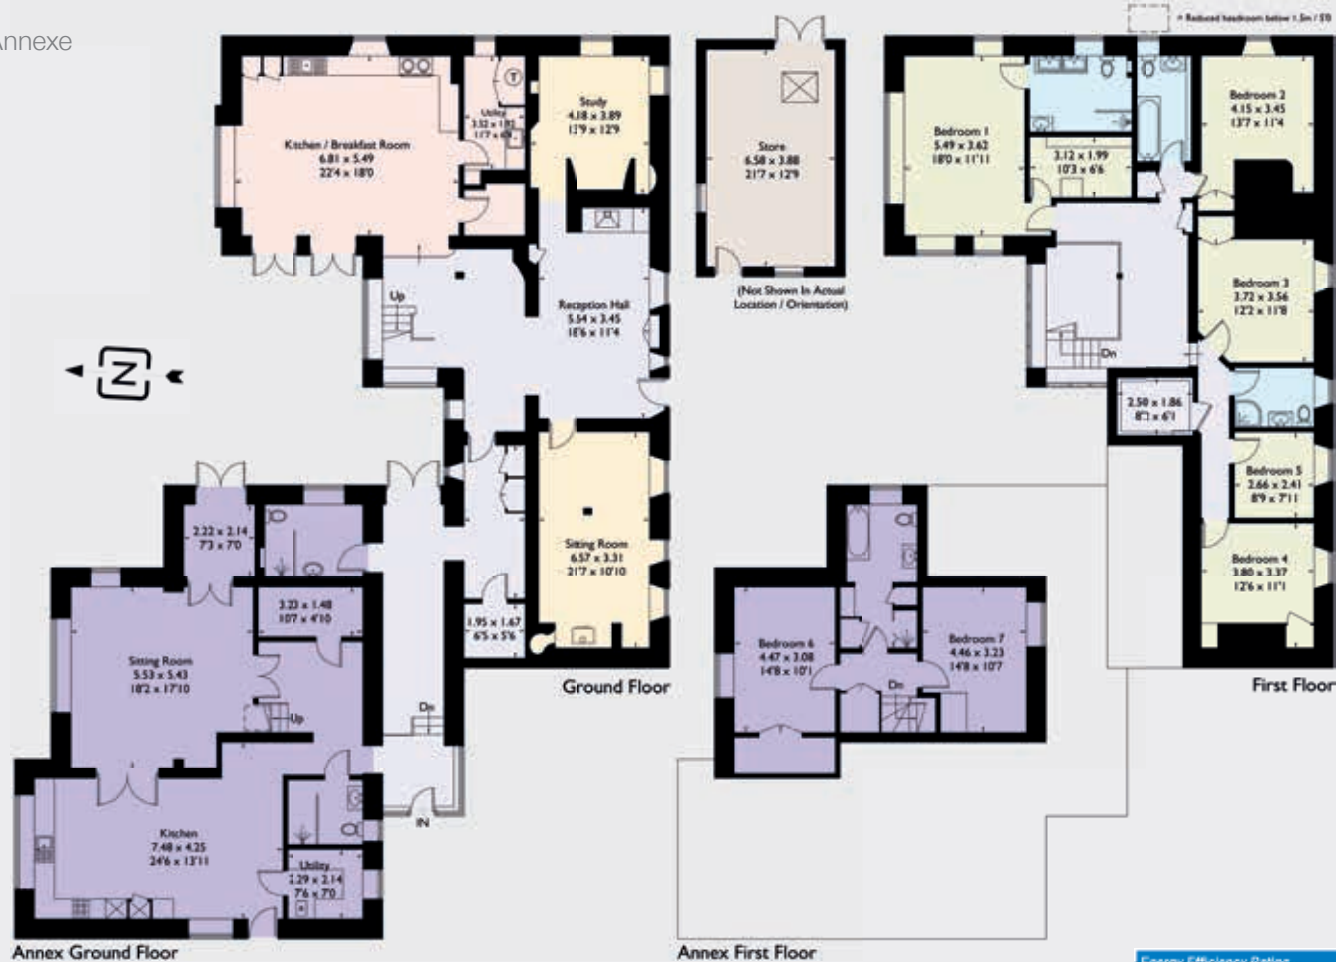 Annexe
= Reduced headroom below 1.5m / 5'0
Kitchen / Breakfast Room
6.81 x 5.49
22'4 x 18'0
Utility
T
Study
4.18 x 3.89
13'9 x 12'9
Store
6.58 x 3.88
21'7 x 12'9
(Not Shown In Actual
Location / Orientation)
Up
Reception Hall
5.54 x 3.45
18'6 x 11'4
N
Sitting Room
6.57 x 3.31
21'7 x 10'10
1.95 x 1.67
6'5 x 5'6
Ground Floor
2.22 x 2.14
7'3 x 7'0
3.23 x 1.48
10'7 x 4'10
Sitting Room
5.53 x 5.43
18'2 x 17'10
Up
Dn
IN
Kitchen
7.48 x 4.25
24'6 x 13'11
Utility
2.29 x 2.14
7'6 x 7'0
Annex Ground Floor
Bedroom 1
5.49 x 3.62
18'0 x 11'11
3.12 x 1.99
10'3 x 6'6
Bedroom 2
4.15 x 3.45
13'7 x 11'4
Bedroom 3
3.72 x 3.56
12'2 x 11'8
Dn
2.50 x 1.86
6'1
Bedroom 5
2.66 x 2.41
8'9 x 7'11
Bedroom 4
3.80 x 3.37
12'6 x 11'1
First Floor
Bedroom 6
4.47 x 3.08
14'8 x 10'1
Bedroom 7
4.46 x 3.23
14'8 x 10'7
Dn
Annex First Floor
Energy Efficiency Rating